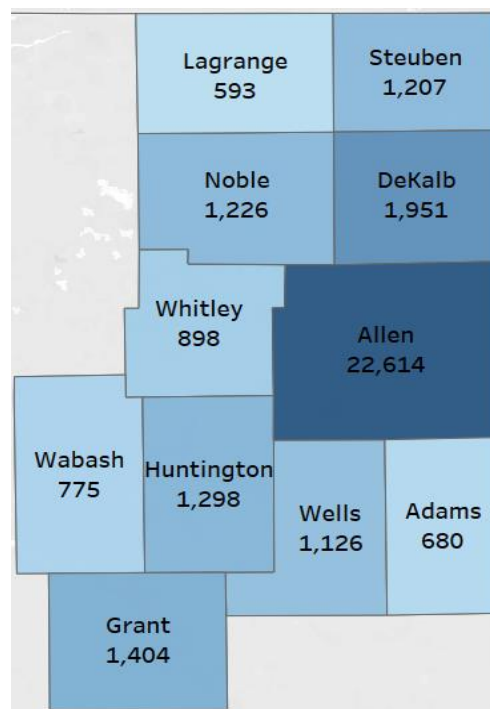 Lagrange
593
Steuben
1,207
Noble
1,226
DeKalb
1,951
Whitley
898
Allen
22,614
Wabash
775
Huntington
1,298
Wells
1,126
Adams
680
Grant
1,404